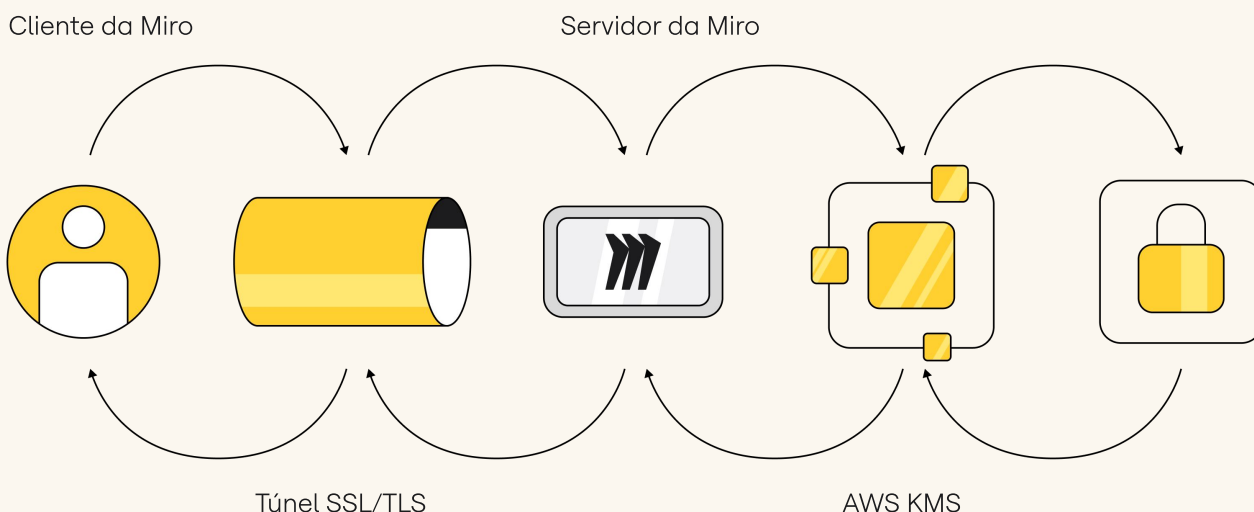 Cliente da Miro
Servidor da Miro
Túnel SSL/TLS
AWS KMS